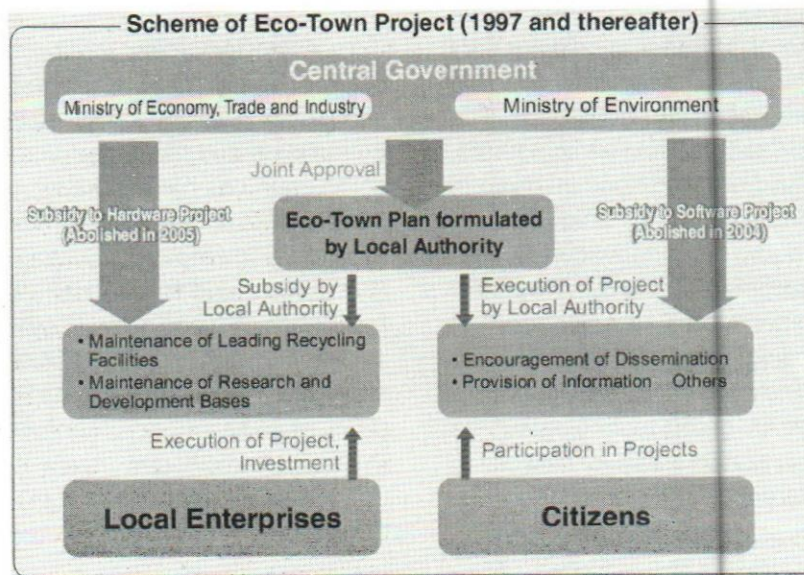 Scheme of Eco-Town Project (1997 and thereafter)
Central Government
Ministry of Economy, Trade and Industry
Ministry of Environment
Joint Approval
Subsidy to Hardware Project
(Abolished in 2005)
Eco-Town Plan formulated
by Local Authority
Subsidy to Software Project
(Abolished in 2004)
Subsidy by
Local Authority
Execution of Project
by Local Authority
• Maintenance of Leading Recycling
Facilities
• Maintenance of Research and
Development Bases
• Encouragement of Dissemination
• Provision of Information Others
Execution of Project,
Investment
Participation in Projects
Local Enterprises
Citizens